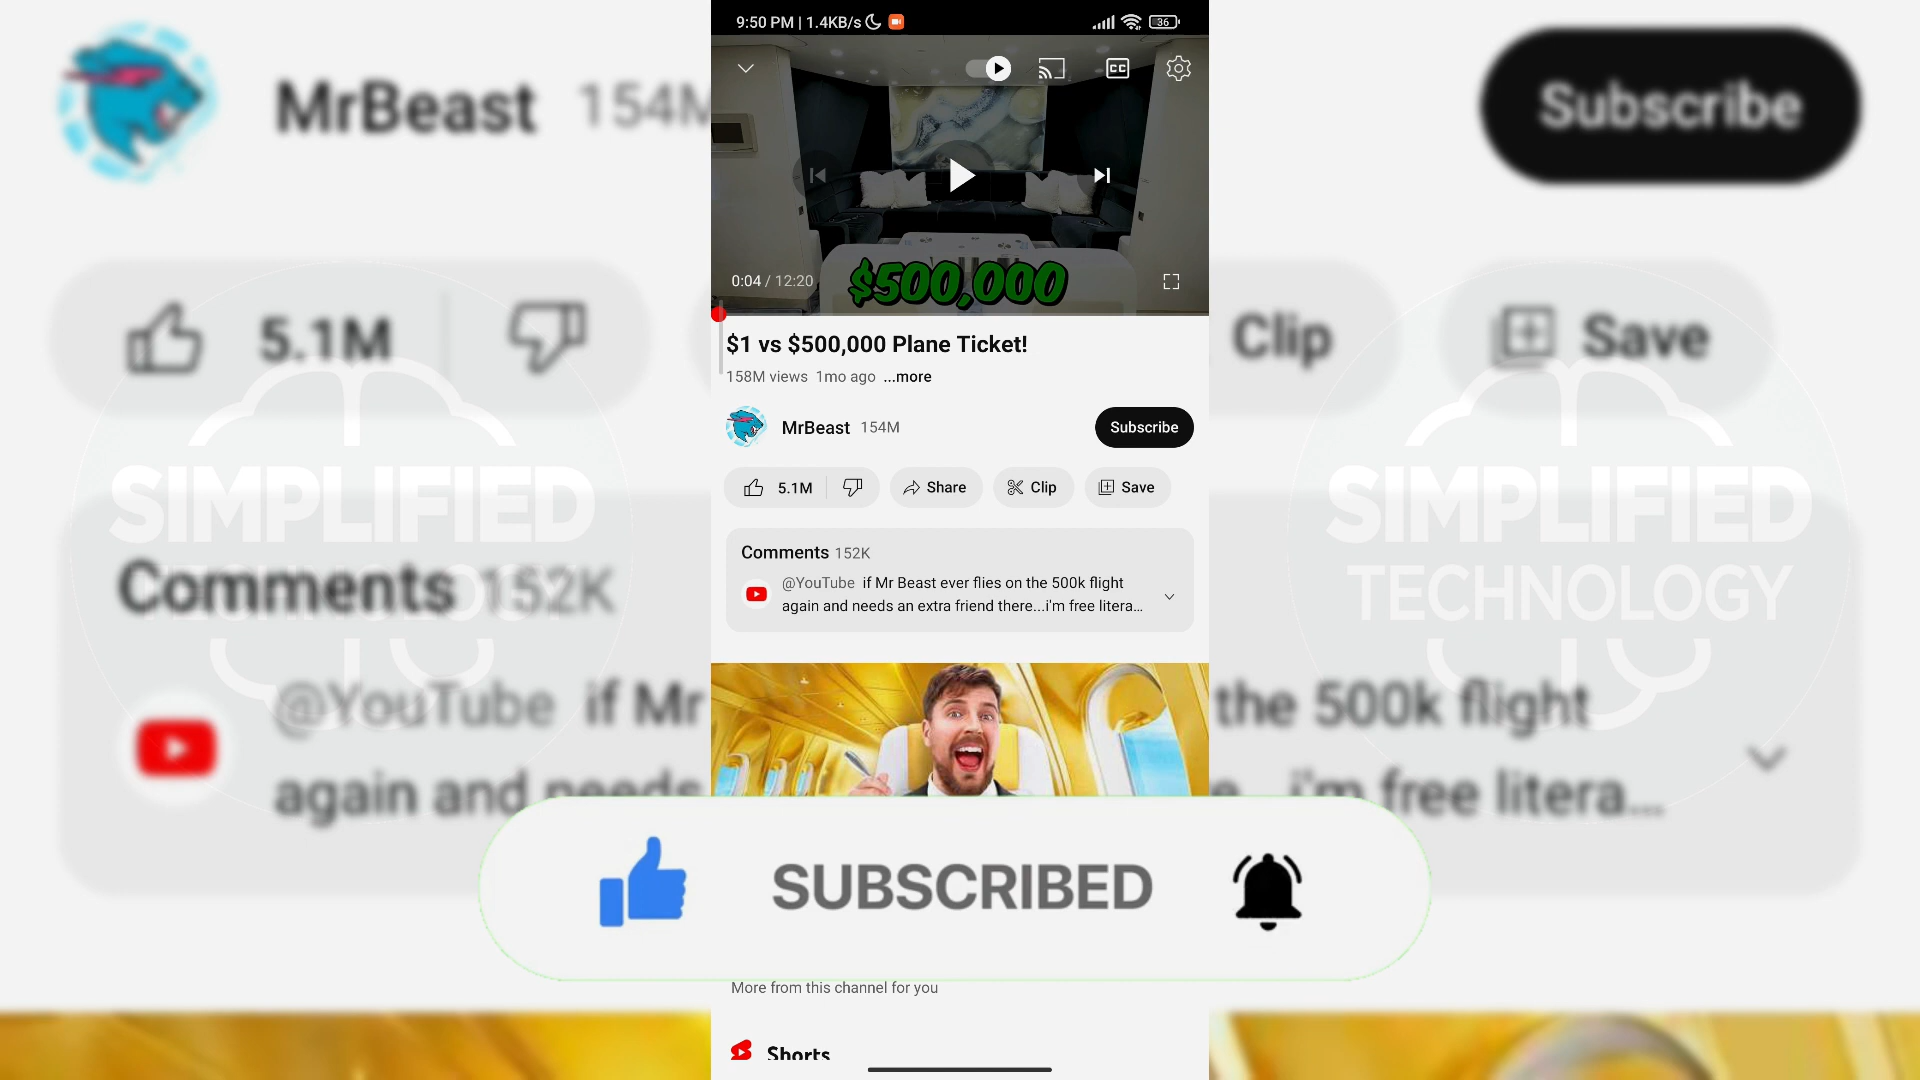 9:50 PM | 1.4KB/s
36
CC
0:04 / 12:20
$500,000
$1 vs $500,000 Plane Ticket!
158M views 1mo ago ...more
MrBeast 154M
Subscribe
5.1M
Share
Clip
Save
Comments 152K
@YouTube if Mr Beast ever flies on the 500k flight
again and needs an extra friend there...i'm free litera...
SUBSCRIBED
More from this channel for you
Shorts
MrBeast 154M
Subscribe
5.1M
Clip
Save
Comments 152K
@YouTube if Mr
the 500k flight
again and needs
i'm free litera...
SIMPLIFIED
TECHNOLOGY
SIMPLIFIED
TECHNOLOGY